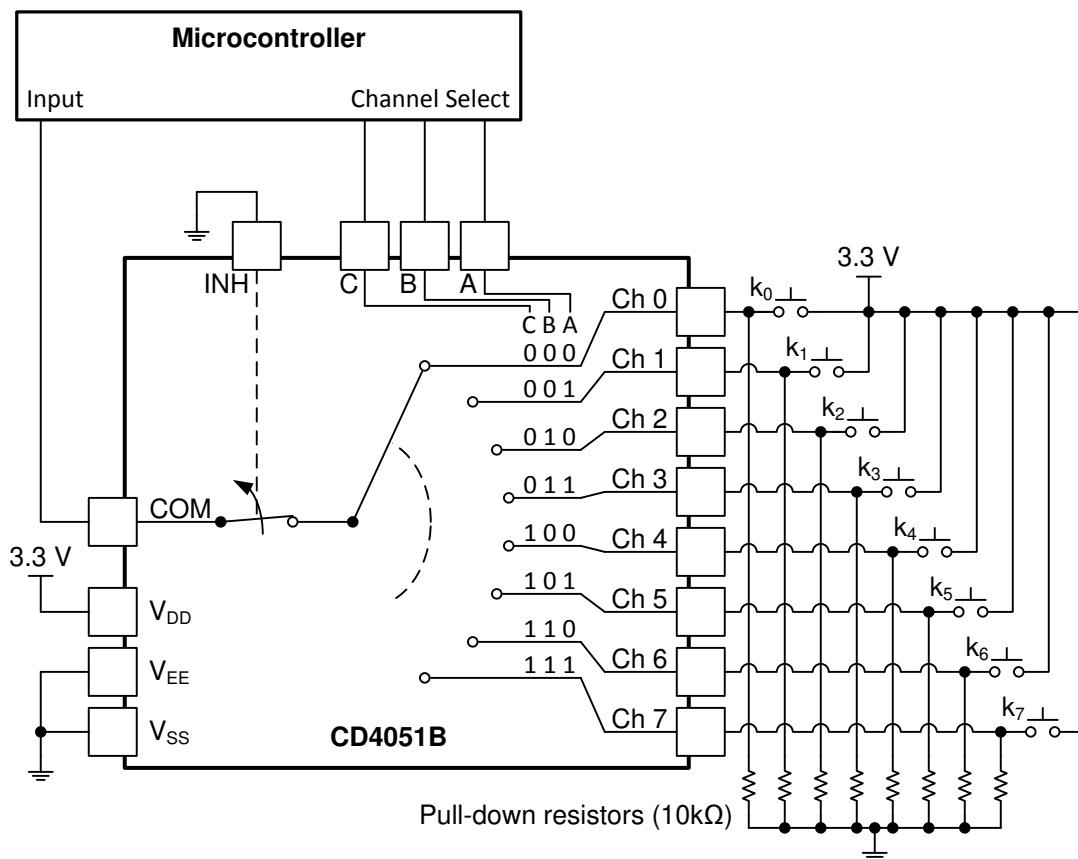 Microcontroller
Input Channel Select
INH C B A
C B A
3.3 V
k₀
Ch 0
0 0 0
k₁
Ch 1
0 0 1
k₂
Ch 2
0 1 0
k₃
Ch 3
0 1 1
k₄
Ch 4
1 0 0
k₅
Ch 5
1 0 1
k₆
Ch 6
1 1 0
k₇
Ch 7
1 1 1
COM
3.3 V
V_DD
V_EE
V_SS
CD4051B
Pull-down resistors (10kΩ)